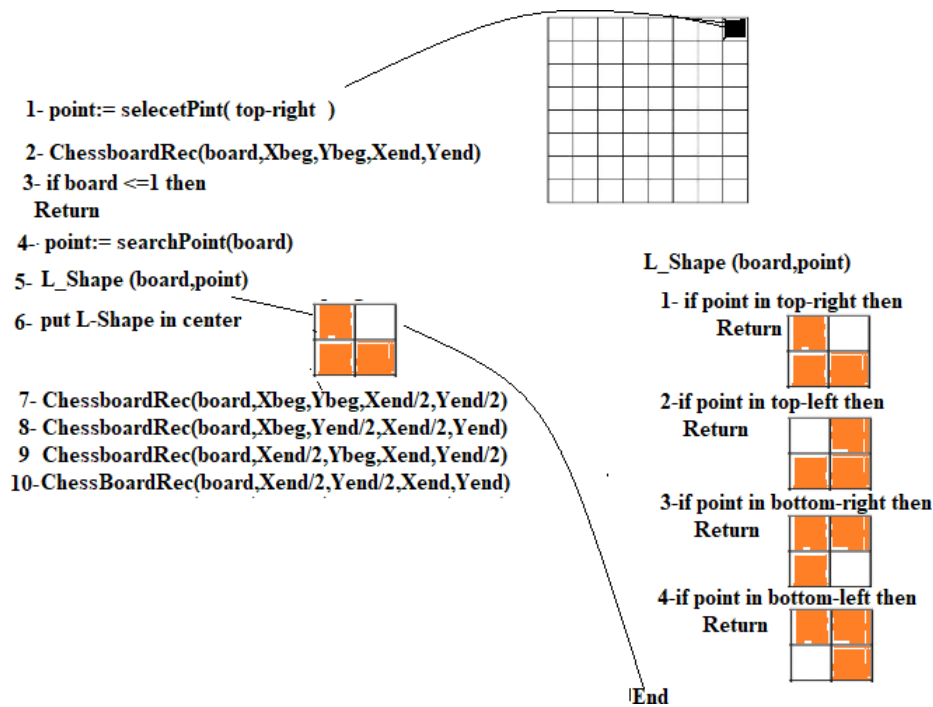 1- point:= selecetPint( top-right )
2- ChessboardRec(board,Xbeg,Ybeg,Xend,Yend)
3- if board <=1 then
Return
4- point:= searchPoint(board)
5- L_Shape (board,point)
6- put L-Shape in center
7- ChessboardRec(board,Xbeg,Ybeg,Xend/2,Yend/2)
8- ChessboardRec(board,Xbeg,Yend/2,Xend/2,Yend)
9 ChessboardRec(board,Xend/2,Ybeg,Xend,Yend/2)
10-ChessBoardRec(board,Xend/2,Yend/2,Xend,Yend)
L_Shape (board,point)
1- if point in top-right then
Return
2-if point in top-left then
Return
3-if point in bottom-right then
Return
4-if point in bottom-left then
Return
End